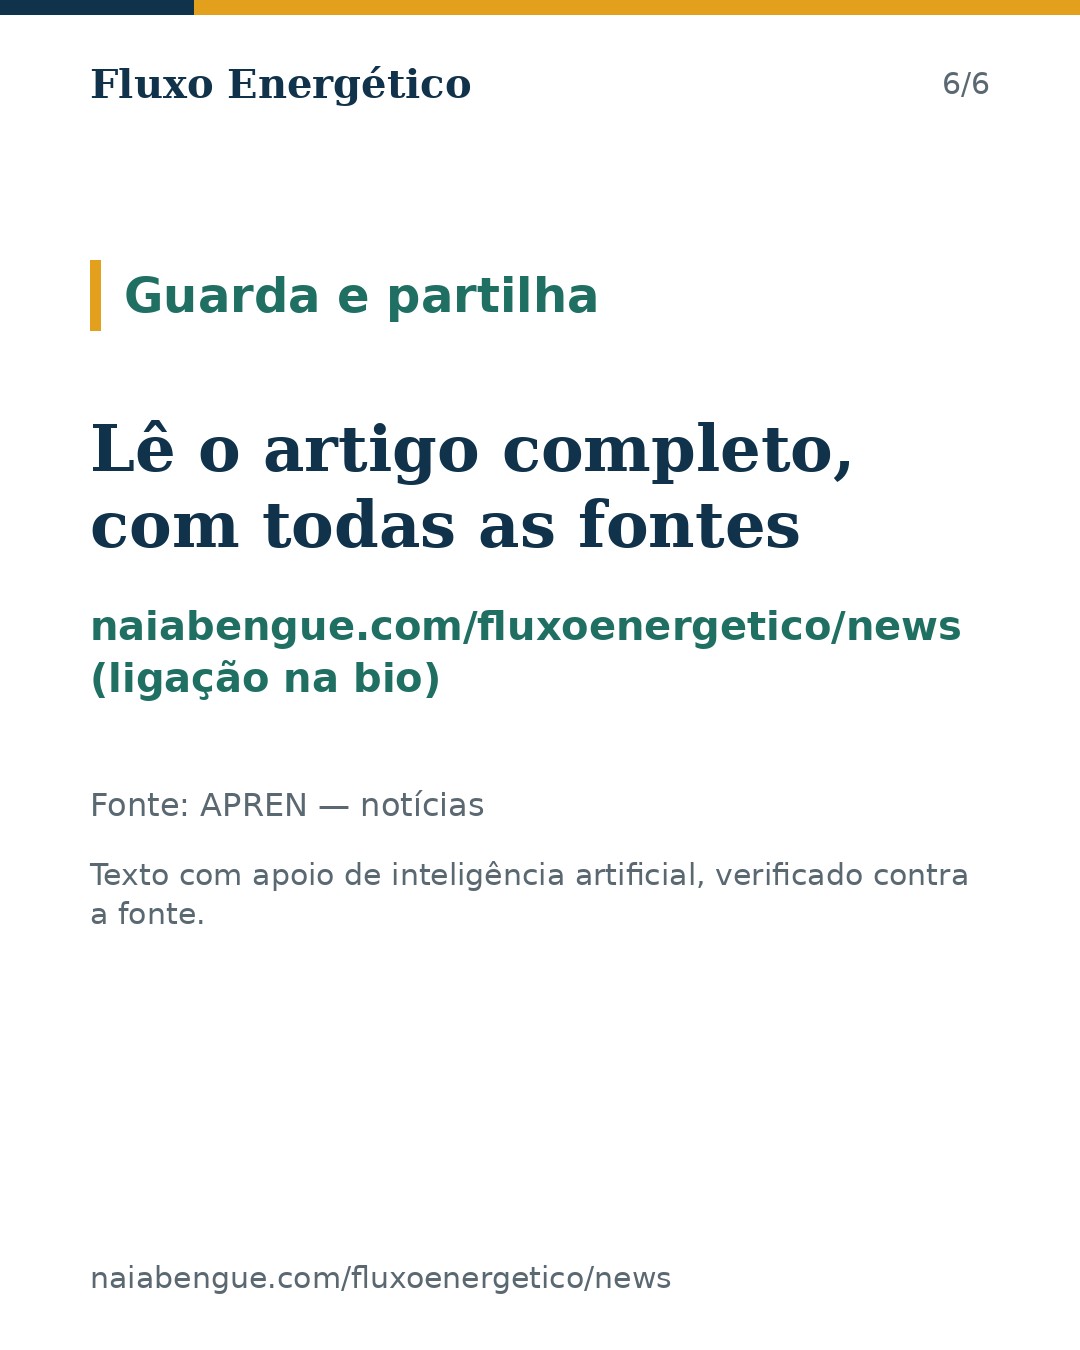 Fluxo Energético
6/6
Guarda e partilha
Lê o artigo completo,
com todas as fontes
naiabengue.com/fluxoenergetico/news
(ligação na bio)
Fonte: APREN — notícias
Texto com apoio de inteligência artificial, verificado contra
a fonte.
naiabengue.com/fluxoenergetico/news